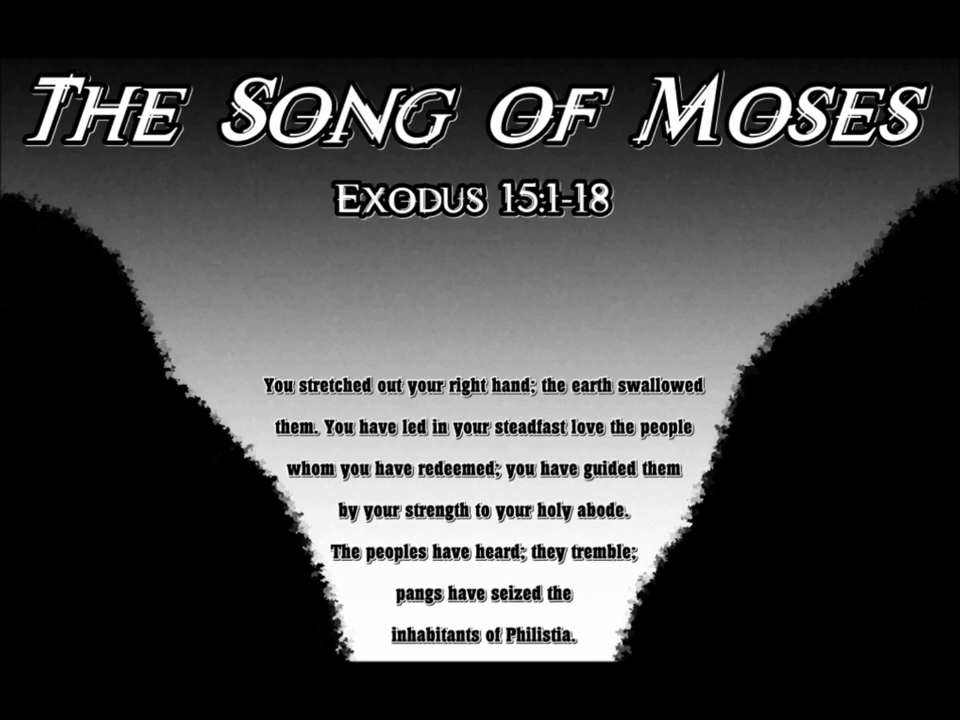 The Song of Moses
Exodus 15:1-18
You stretched out your right hand; the earth swallowed
them. You have led in your steadfast love the people
whom you have redeemed; you have guided them
by your strength to your holy abode.
The peoples have heard; they tremble;
pangs have seized the
inhabitants of Philistia.